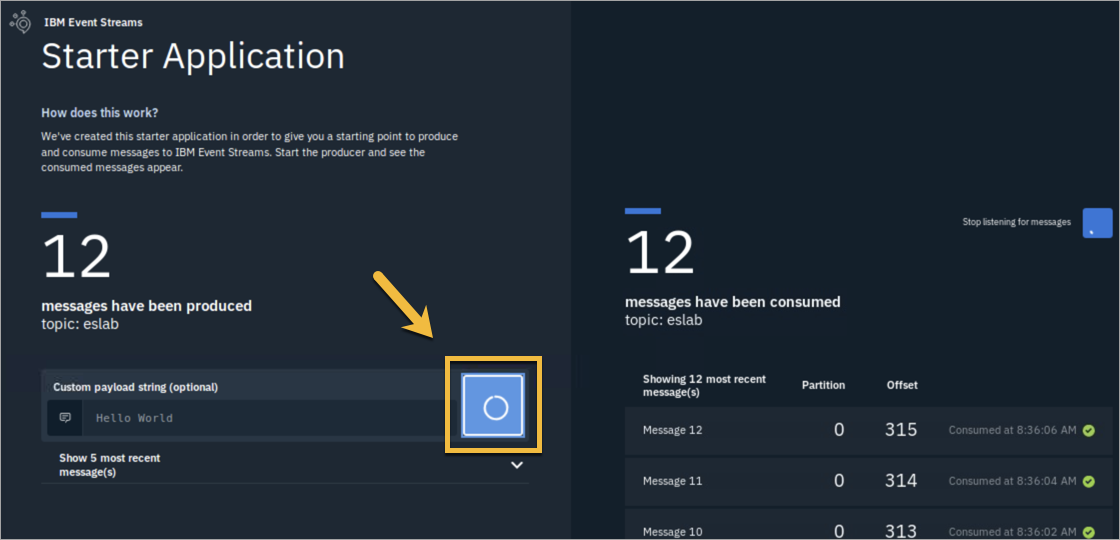 IBM Event Streams
Starter Application
How does this work?
We've created this starter application in order to give you a starting point to produce
and consume messages to IBM Event Streams. Start the producer and see the
consumed messages appear.
12
messages have been produced
topic: eslab
Custom payload string (optional)
Hello World
Show 5 most recent
message(s)
Stop listening for messages
12
messages have been consumed
topic: eslab
Showing 12 most recent
message(s)
Partition
Offset
Message 12 0 315 Consumed at 8:36:06 AM
Message 11 0 314 Consumed at 8:36:04 AM
Message 10 0 313 Consumed at 8:36:02 AM